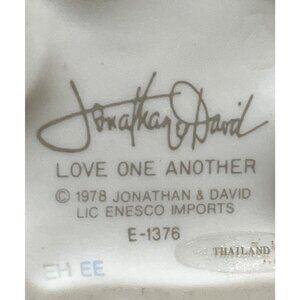 Jonathan & David
LOVE ONE ANOTHER
© 1978 JONATHAN & DAVID
LIC ENESCO IMPORTS
E-1376
THAILAND
EH EE